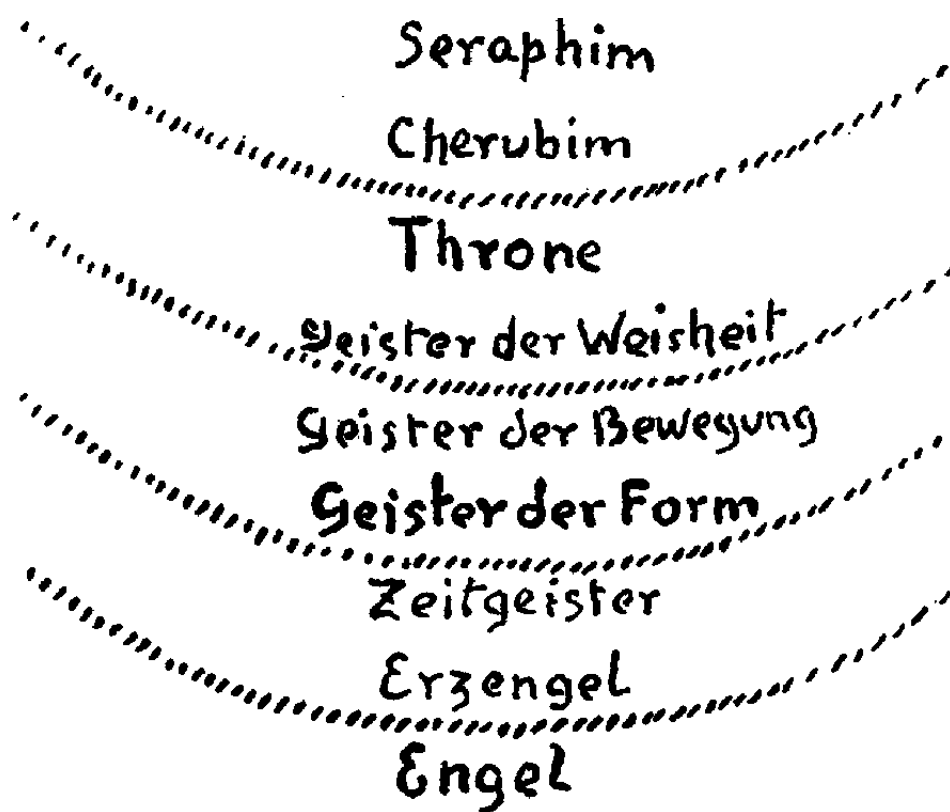 Seraphim
Cherubim
Throne
Geister der Weisheit
Geister der Bewegung
Geister der Form
Zeitgeister
Erzengel
Engel